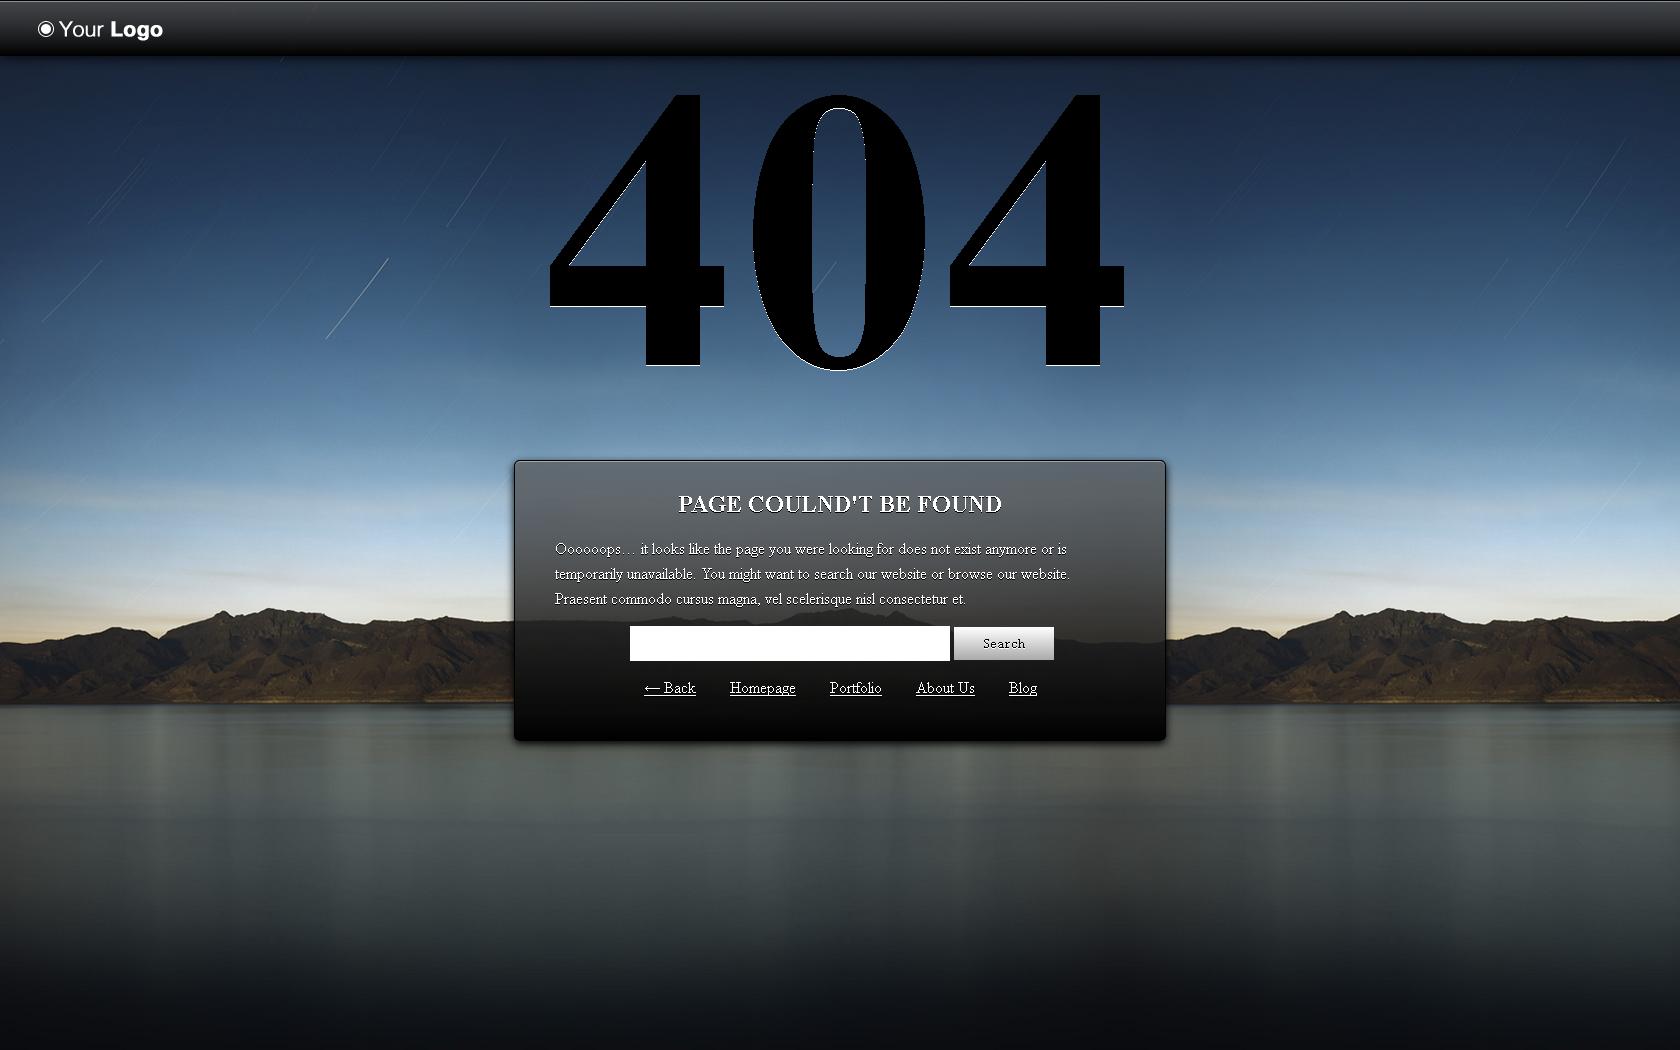 Your Logo
404
PAGE COULND'T BE FOUND
Oooooops… it looks like the page you were looking for does not exist anymore or is
temporarily unavailable. You might want to search our website or browse our website.
Praesent commodo cursus magna, vel scelerisque nisl consectetur et.
Search
← Back Homepage Portfolio About Us Blog